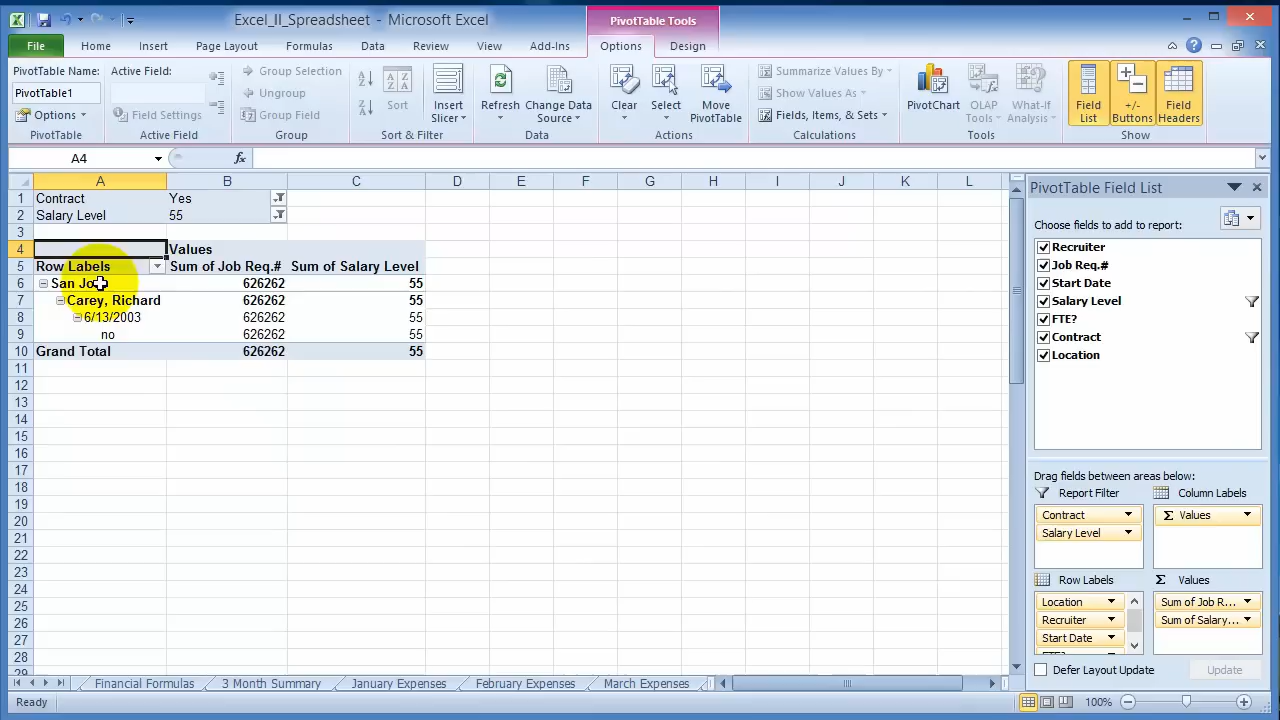 Excel_II_Spreadsheet - Microsoft Excel
PivotTable Tools
File Home Insert Page Layout Formulas Data Review View Add-Ins Options Design
PivotTable Name:
PivotTable1
Options
PivotTable
Active Field:
Field Settings
Active Field
Group Selection
Ungroup
Group Field
Group
Sort
Insert
Slicer
Sort & Filter
Refresh
Change Data
Source
Data
Clear
Select
Move
PivotTable
Actions
Summarize Values By
Show Values As
Fields, Items, & Sets
Calculations
PivotChart
OLAP
Tools
What-If
Analysis
Tools
Field
List
+/-
Buttons
Field
Headers
Show
A4 fx
A B C D E F G H I J K L
1 Contract Yes
2 Salary Level 55
3
4 Values
5 Row Labels Sum of Job Req.# Sum of Salary Level
6 San Jo 626262 55
7 Carey, Richard 626262 55
8 6/13/2003 626262 55
9 no 626262 55
10 Grand Total 626262 55
11
12
13
14
15
16
17
18
19
20
21
22
23
24
25
26
27
28
29
PivotTable Field List
Choose fields to add to report:
Recruiter
Job Req.#
Start Date
Salary Level
FTE?
Contract
Location
Drag fields between areas below:
Report Filter
Contract
Salary Level
Column Labels
Σ Values
Row Labels
Location
Recruiter
Start Date
FTE?
Σ Values
Sum of Job R...
Sum of Salary...
Defer Layout Update Update
Financial Formulas 3 Month Summary January Expenses February Expenses March Expenses
Ready 100%